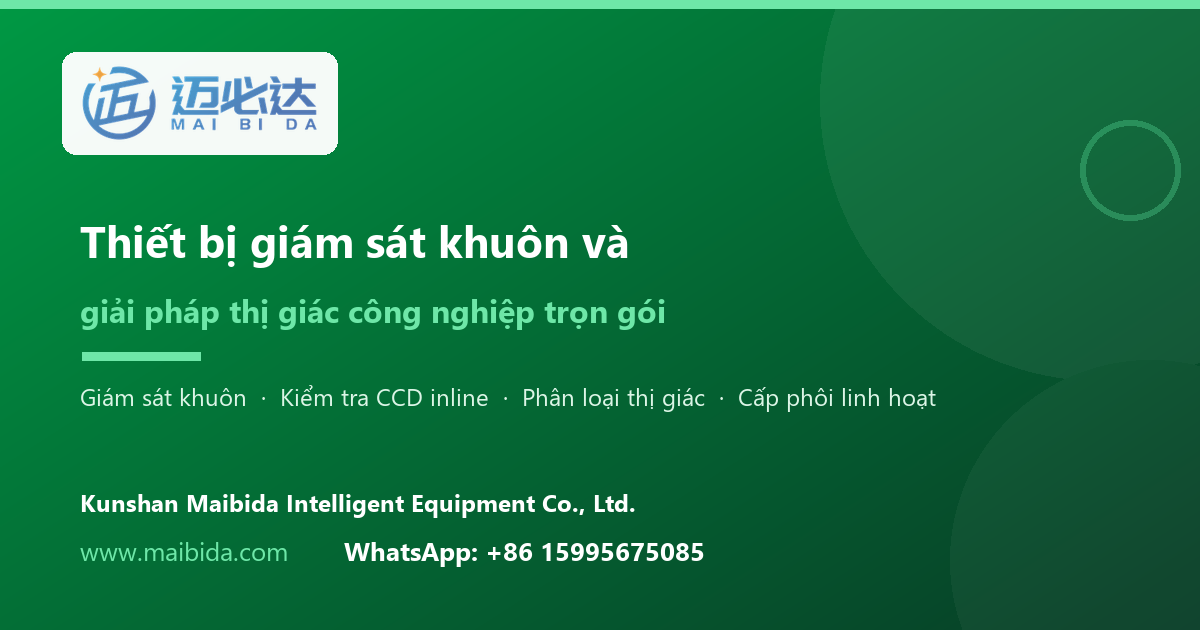 迈必达
MAI BI DA
Thiết bị giám sát khuôn và
giải pháp thị giác công nghiệp trọn gói
Giám sát khuôn · Kiểm tra CCD inline · Phân loại thị giác · Cấp phôi linh hoạt
Kunshan Maibida Intelligent Equipment Co., Ltd.
www.maibida.com WhatsApp: +86 15995675085